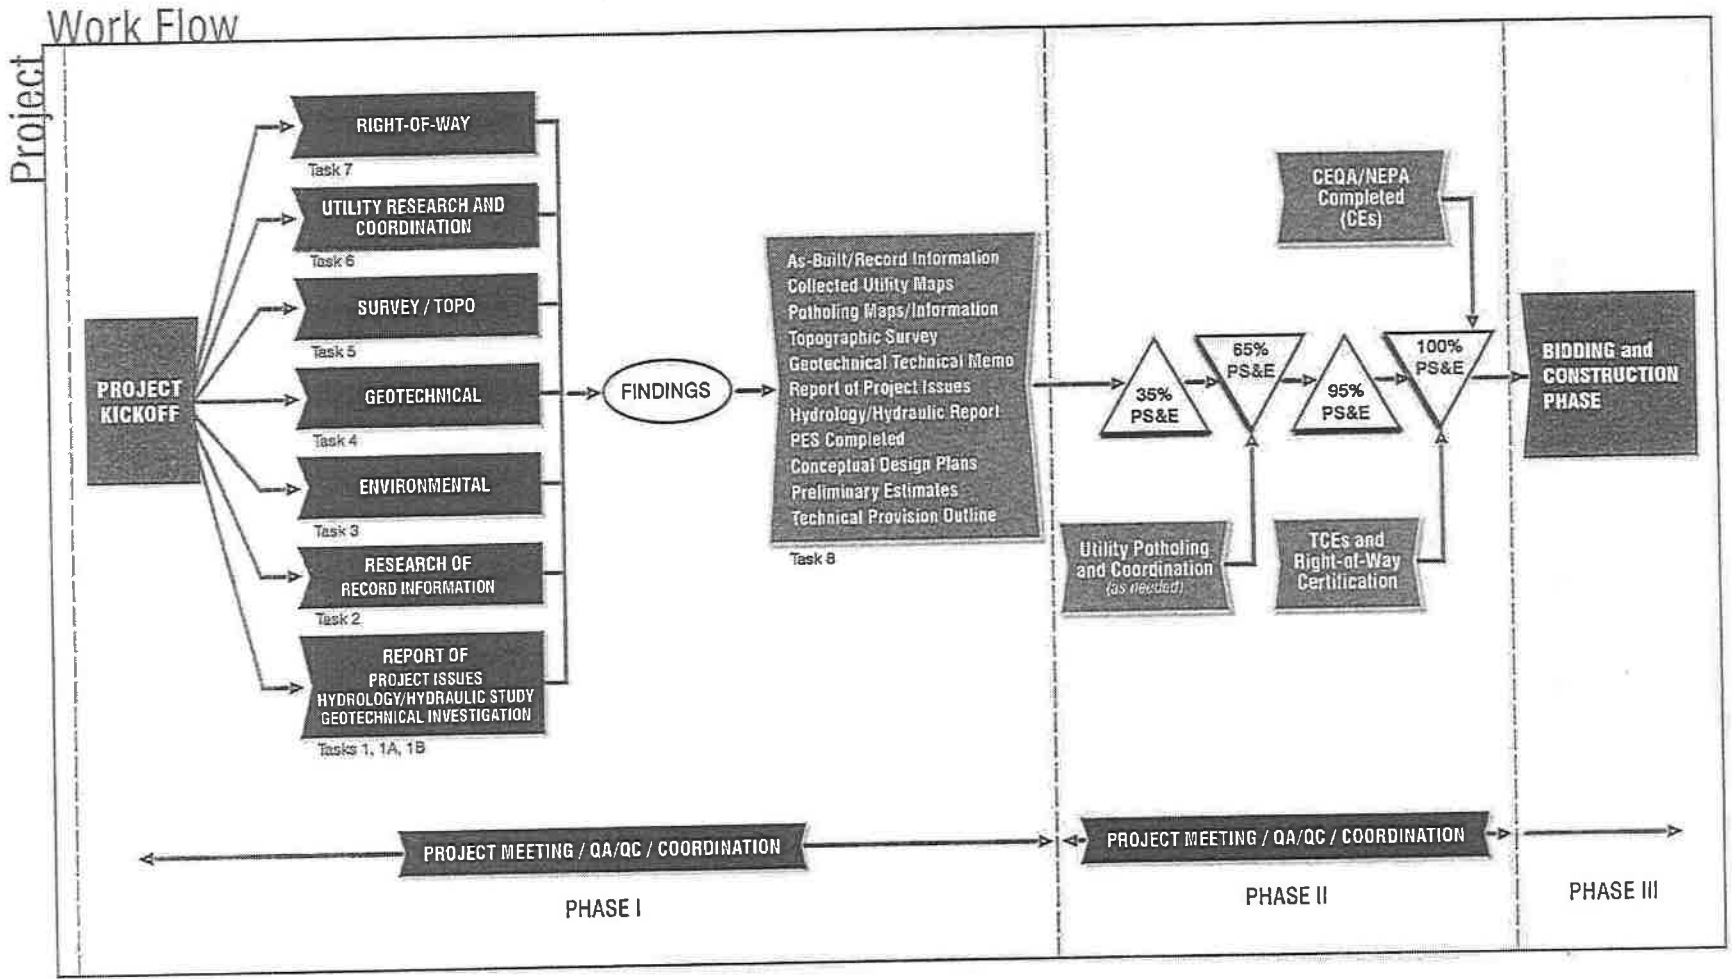 Work Flow
Project
PROJECT
KICKOFF
RIGHT-OF-WAY
Task 7
UTILITY RESEARCH AND
COORDINATION
Task 6
SURVEY / TOPO
Task 5
GEOTECHNICAL
Task 4
ENVIRONMENTAL
Task 3
RESEARCH OF
RECORD INFORMATION
Task 2
REPORT OF
PROJECT ISSUES
HYDROLOGY/HYDRAULIC STUDY
GEOTECHNICAL INVESTIGATION
Tasks 1, 1A, 1B
FINDINGS
As-Built/Record Information
Collected Utility Maps
Potholing Maps/Information
Topographic Survey
Geotechnical Technical Memo
Report of Project Issues
Hydrology/Hydraulic Report
PES Completed
Conceptual Design Plans
Preliminary Estimates
Technical Provision Outline
Task 8
35%
PS&E
65%
PS&E
95%
PS&E
100%
PS&E
CEQA/NEPA
Completed
(CEs)
Utility Potholing
and Coordination
(as needed)
TCEs and
Right-of-Way
Certification
BIDDING and
CONSTRUCTION
PHASE
PROJECT MEETING / QA/QC / COORDINATION
PROJECT MEETING / QA/QC / COORDINATION
PHASE I
PHASE II
PHASE III